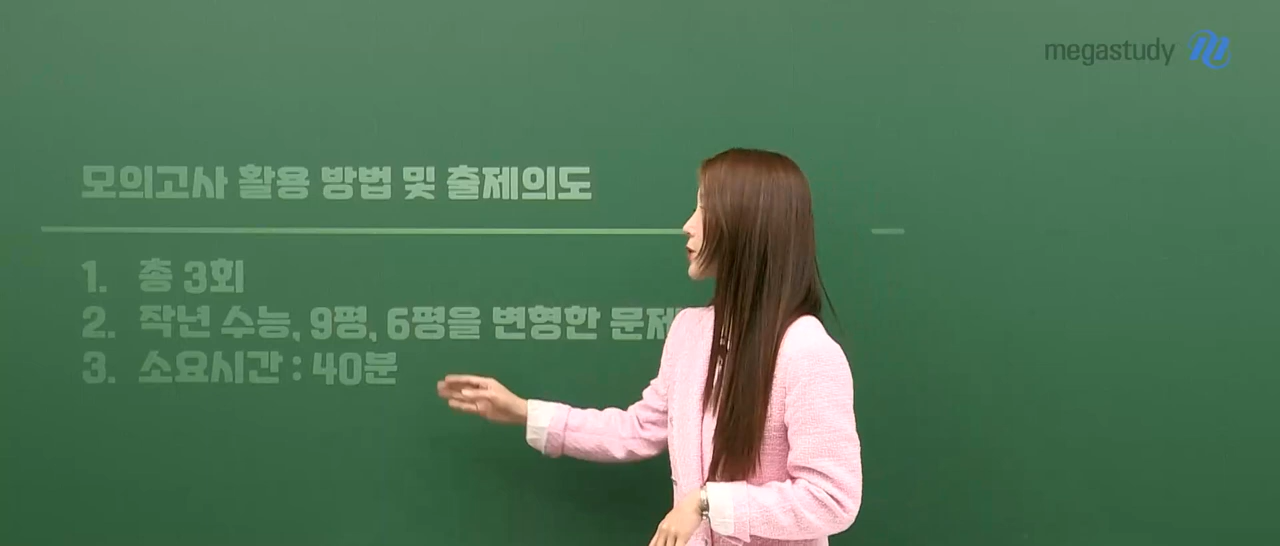 megastudy
모의고사 활용 방법 및 출제의도
1. 총 3회
2. 작년 수능, 9평, 6평을 변형한
3. 소요시간 : 40분